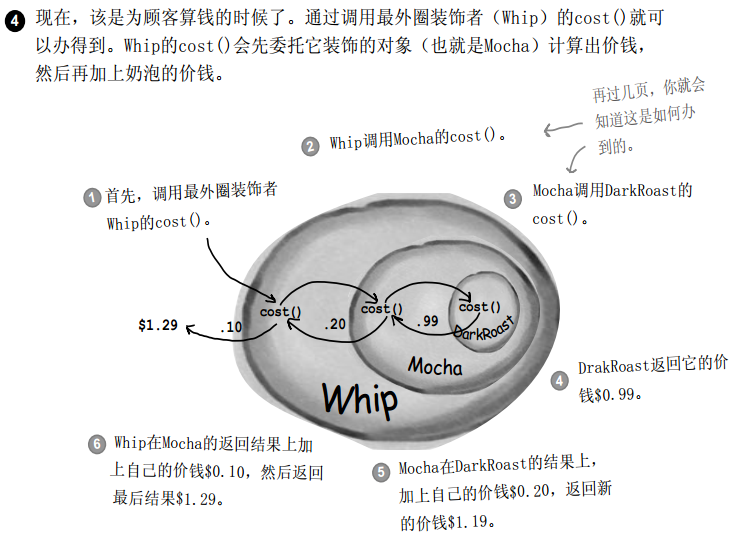 4 现在，该是为顾客算钱的时候了。通过调用最外圈装饰者（Whip）的cost()就可
以办得到。Whip的cost()会先委托它装饰的对象（也就是Mocha）计算出价钱，
然后再加上奶泡的价钱。
再过几页，你就会
知道这是如何办
到的。
2 Whip调用Mocha的cost()。
1 首先，调用最外圈装饰者
Whip的cost()。
3 Mocha调用DarkRoast的
cost()。
$1.29 .10 cost() .20 cost() .99 cost()
DarkRoast
Mocha
Whip
4 DrakRoast返回它的价
钱$0.99。
6 Whip在Mocha的返回结果上加
上自己的价钱$0.10，然后返回
最后结果$1.29。
5 Mocha在DarkRoast的结果上，
加上自己的价钱$0.20，返回新
的价钱$1.19。